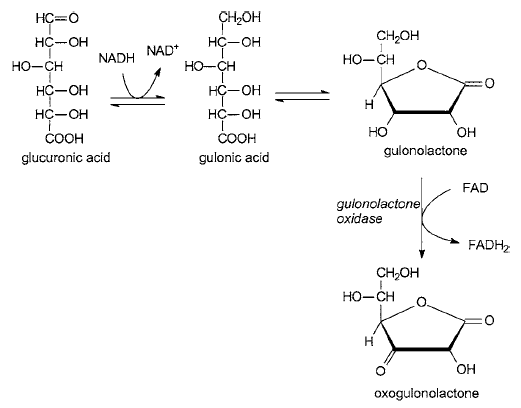 HC=O
HC—OH
HO—CH
HC—OH
HC—OH
COOH
glucuronic acid
NADH
NAD+
CH2OH
HC—OH
HO—CH
HC—OH
HC—OH
COOH
gulonic acid
CH2OH
HO—CH
O
O
H
HO
OH
gulonolactone
gulonolactone
oxidase
FAD
FADH2
CH2OH
HO—CH
O
O
H
O
OH
oxogulonolactone